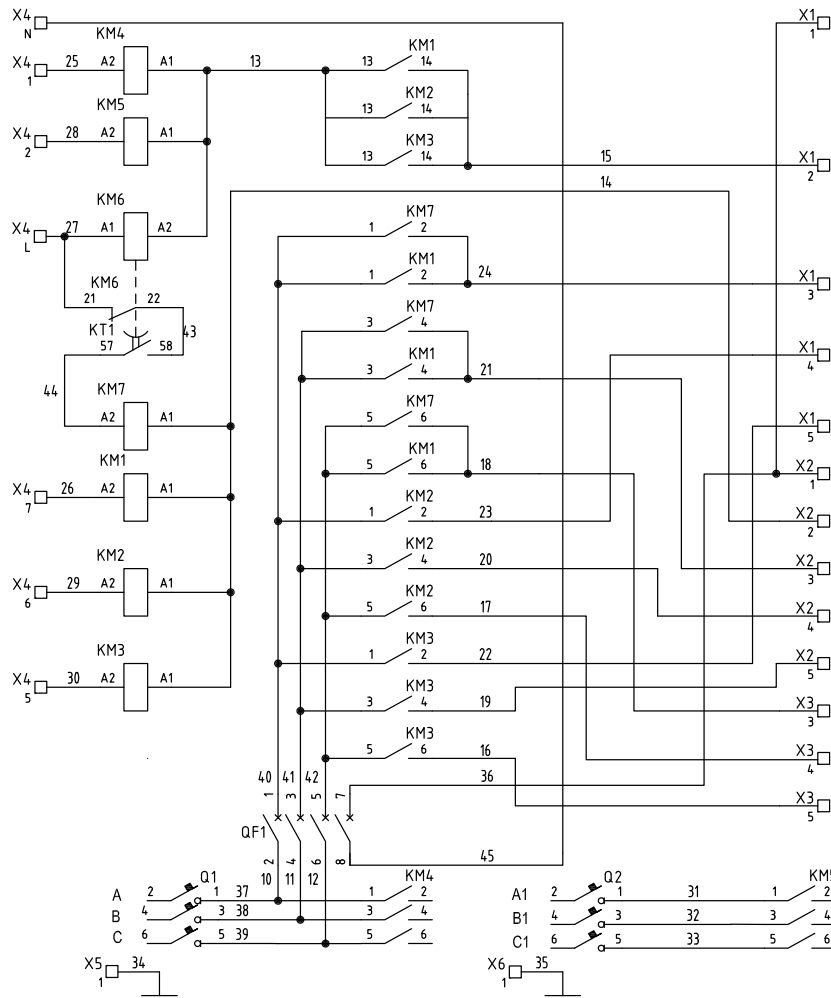 X4 N X1 1
KM4 KM1
X4 1 25 A2 A1 13 13 14
KM5 KM2
X4 2 28 A2 A1 13 14
KM3
13 14 15 X1 2
14
KM6 KM7
X4 L 27 A1 A2 1 2
KM1
1 2 24 X1 3
KM6 KM7
21 22
KT1 43 3 4
57 58 KM1 X1 4
44 3 4 21
KM7 KM7
A2 A1 5 6 X1 5
KM1 KM1
5 6 18 X2 1
X4 7 26 A2 A1
KM2
1 2 23 X2 2
KM2 KM2
3 4 20 X2 3
X4 6 29 A2 A1
KM2
5 6 17 X2 4
KM3 KM3
1 2 22 X2 5
X4 5 30 A2 A1
KM3
3 4 19 X3 3
KM3
5 6 16 X3 4
40 41 42 36
1 3 5 7 X3 5
QF1
2 4 6 8 45
10 11 12
Q1 KM4 Q2 KM5
A 2 1 37 1 2 A1 2 1 31 1 2
B 4 3 38 3 4 B1 4 3 32 3 4
C 6 5 39 5 6 C1 6 5 33 5 6
X5 1 34 X6 1 35